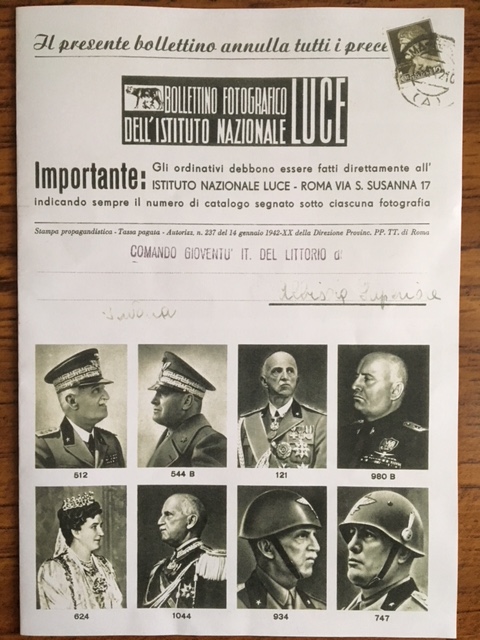 Il presente bollettino annulla tutti i prece
BOLLETTINO FOTOGRAFICO
DELL'ISTITUTO NAZIONALE LUCE
Importante: Gli ordinativi debbono essere fatti direttamente all'
ISTITUTO NAZIONALE LUCE - ROMA VIA S. SUSANNA 17
indicando sempre il numero di catalogo segnato sotto ciascuna fotografia
Stampa propagandistica - Tassa pagata - Autorizz. n. 237 del 14 gennaio 1942-XX della Direzione Provinc. PP. TT. di Roma
COMANDO GIOVENTU' IT. DEL LITTORIO di
512 544 B 121 980 B
624 1044 934 747